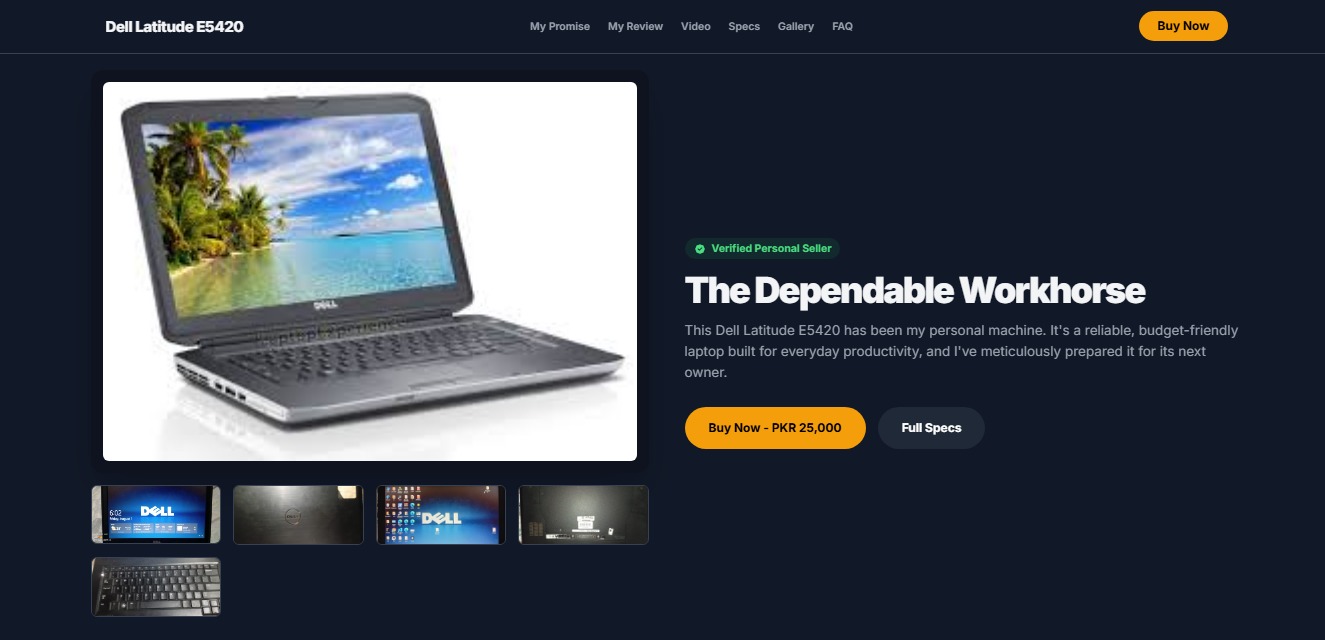 Dell Latitude E5420
My Promise
My Review
Video
Specs
Gallery
FAQ
Buy Now
DELL
Verified Personal Seller
The Dependable Workhorse
This Dell Latitude E5420 has been my personal machine. It's a reliable, budget-friendly
laptop built for everyday productivity, and I've meticulously prepared it for its next
owner.
Buy Now - PKR 25,000
Full Specs
6:02
DELL
DELL